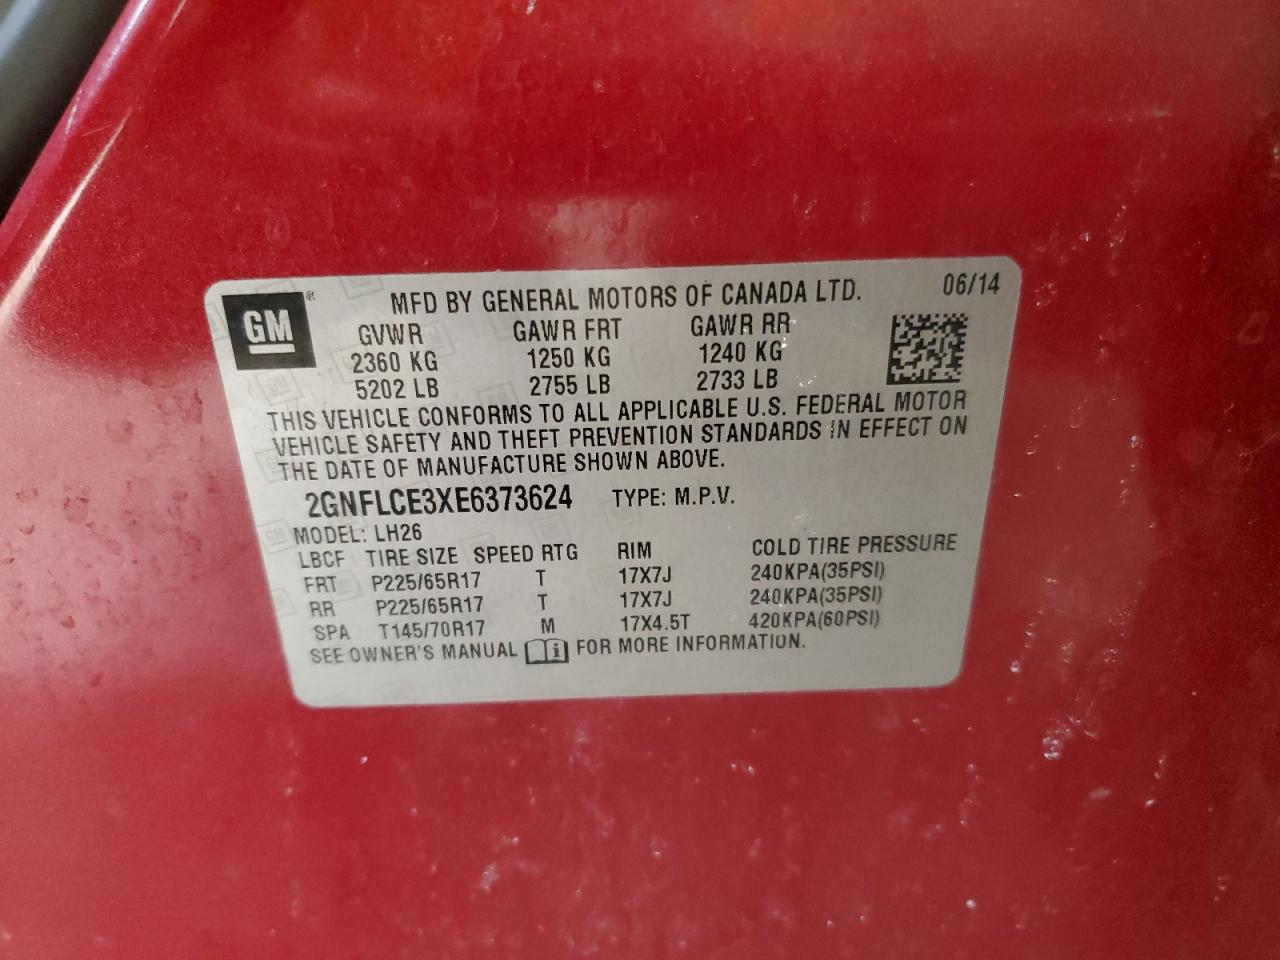 GM® MFD BY GENERAL MOTORS OF CANADA LTD. 06/14
GVWR GAWR FRT GAWR RR
2360 KG 1250 KG 1240 KG
5202 LB 2755 LB 2733 LB
THIS VEHICLE CONFORMS TO ALL APPLICABLE U.S. FEDERAL MOTOR
VEHICLE SAFETY AND THEFT PREVENTION STANDARDS IN EFFECT ON
THE DATE OF MANUFACTURE SHOWN ABOVE.
2GNFLCE3XE6373624 TYPE: M.P.V.
MODEL: LH26
LBCF TIRE SIZE SPEED RTG RIM COLD TIRE PRESSURE
FRT P225/65R17 T 17X7J 240KPA(35PSI)
RR P225/65R17 T 17X7J 240KPA(35PSI)
SPA T145/70R17 M 17X4.5T 420KPA(60PSI)
SEE OWNER'S MANUAL i FOR MORE INFORMATION.